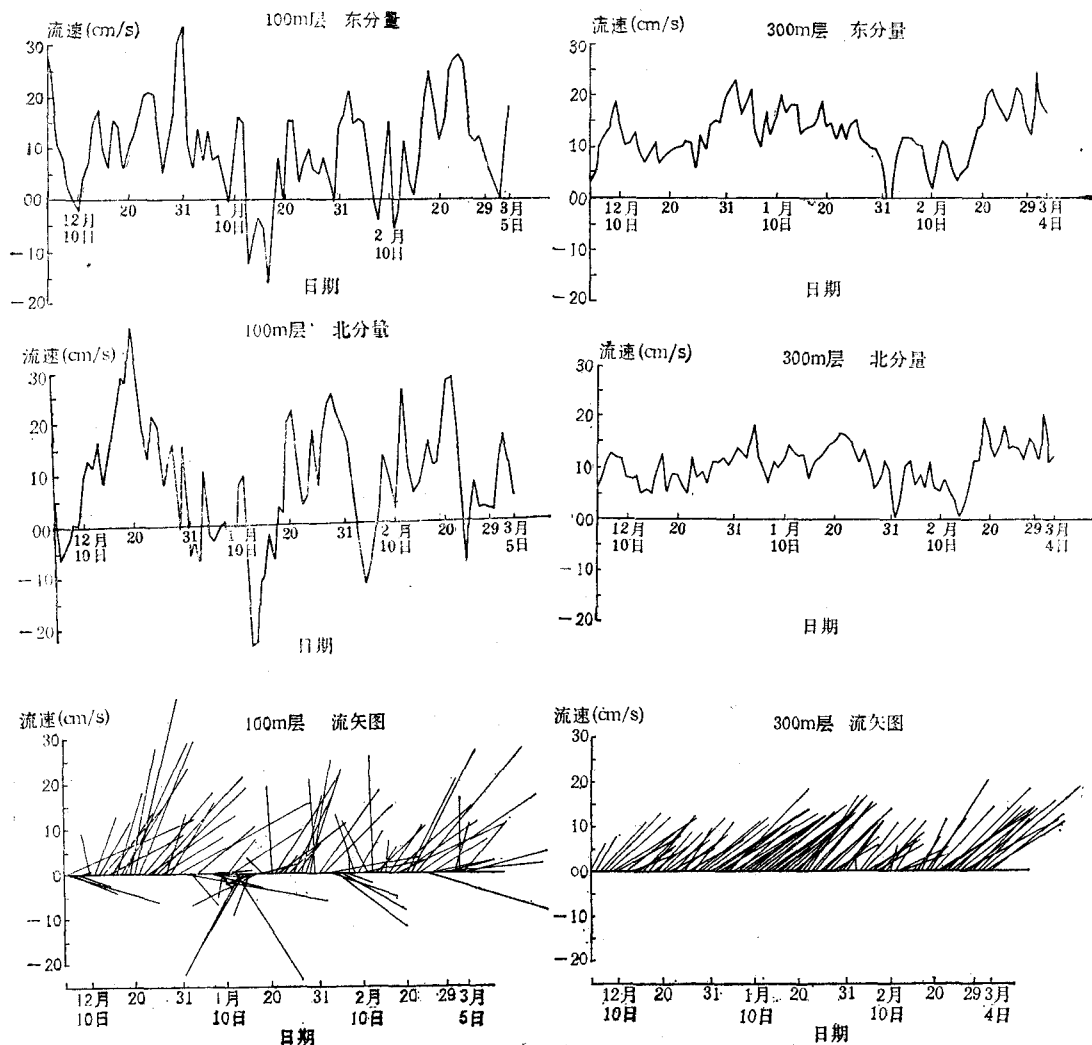 100m层 东分量
流速(cm/s)
30
20
10
00
-10
-20
12月 20 31 1月 20 31 2月 20 29 3月
10日 10日 10日 5日
日期
300m层 东分量
流速(cm/s)
30
20
10
00
-10
-20
12月 20 31 1月 20 31 2月 20 29 3月
10日 10日 10日 4日
日期
100m层 北分量
流速(cm/s)
30
20
10
00
-10
-20
12月 20 31 1月 20 31 2月 20 29 3月
10日 10日 10日 5日
日期
300m层 北分量
流速(cm/s)
30
20
10
00
-10
-20
12月 20 31 1月 20 31 2月 20 29 3月
10日 10日 10日 4日
日期
100m层 流矢图
流速(cm/s)
30
20
10
0
-10
-20
12月 20 31 1月 20 31 2月 20 29 3月
10日 10日 10日 5日
日期
300m层 流矢图
流速(cm/s)
30
20
10
00
-10
-20
12月 20 31 1月 20 31 2月 20 29 3月
10日 10日 10日 4日
日期